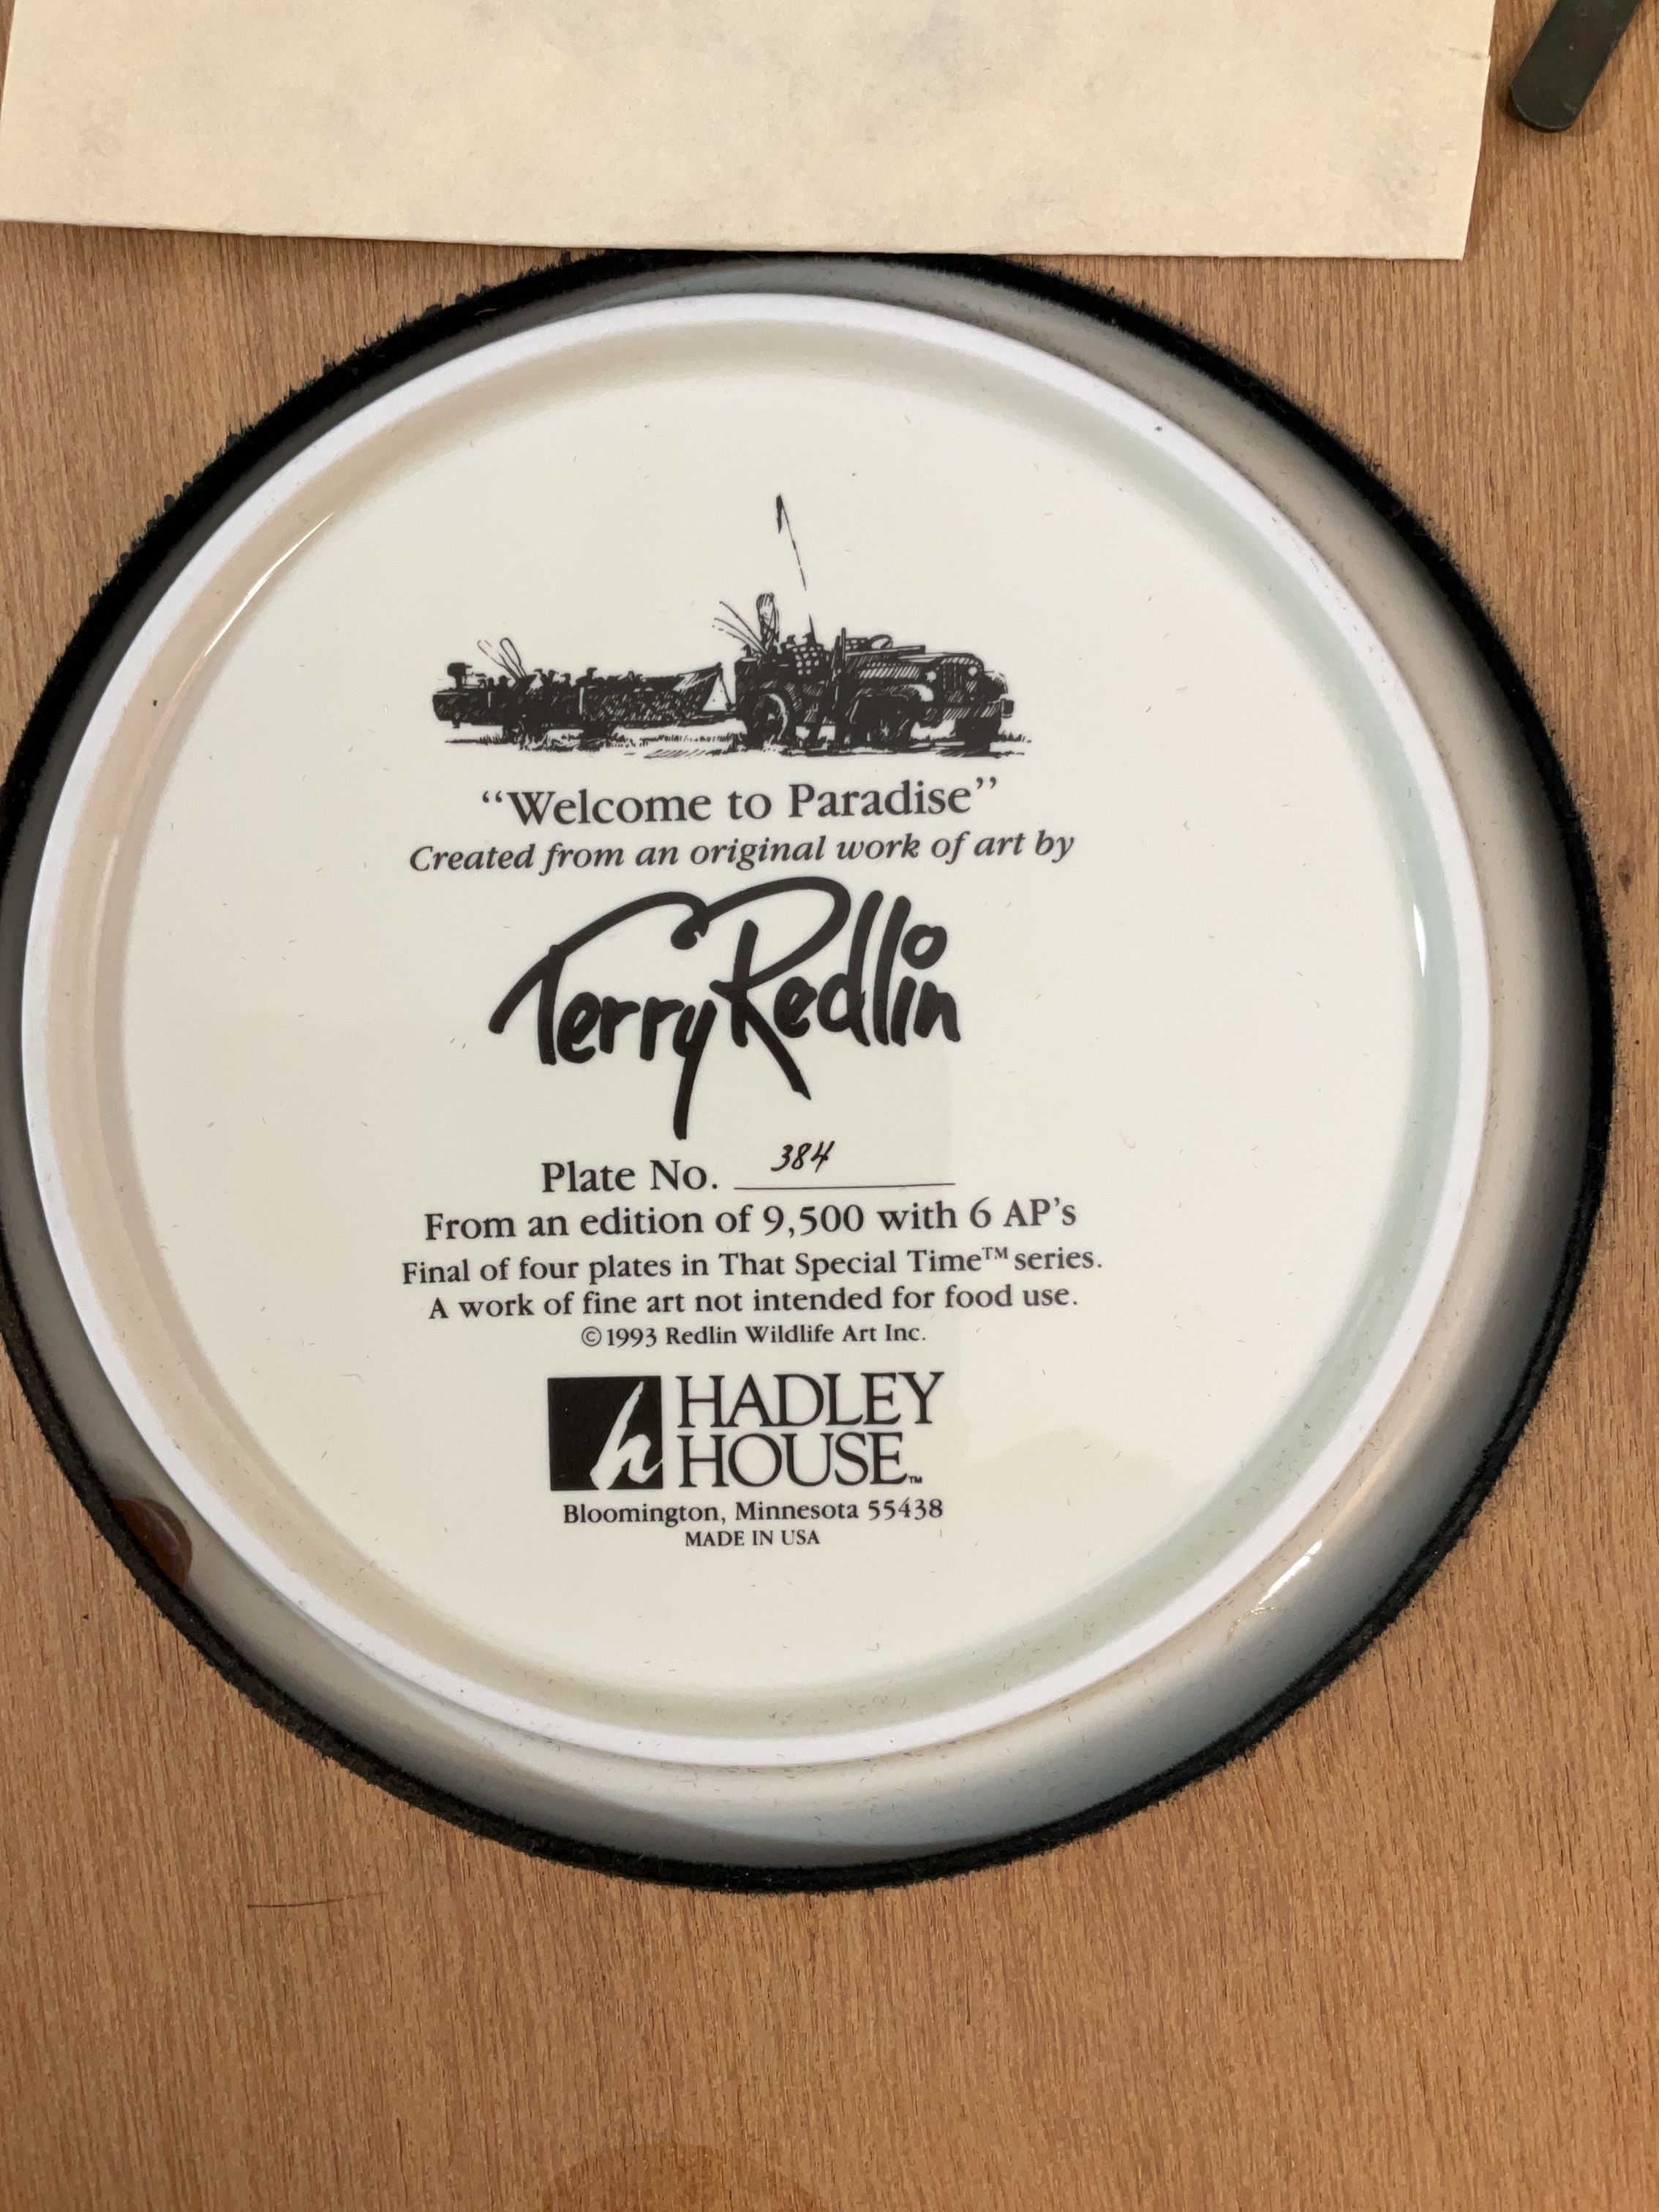 “Welcome to Paradise”
Created from an original work of art by
Terry Redlin
Plate No. 384
From an edition of 9,500 with 6 AP’s
Final of four plates in That Special Time™ series.
A work of fine art not intended for food use.
©1993 Redlin Wildlife Art Inc.
h HADLEY
HOUSE™
Bloomington, Minnesota 55438
MADE IN USA